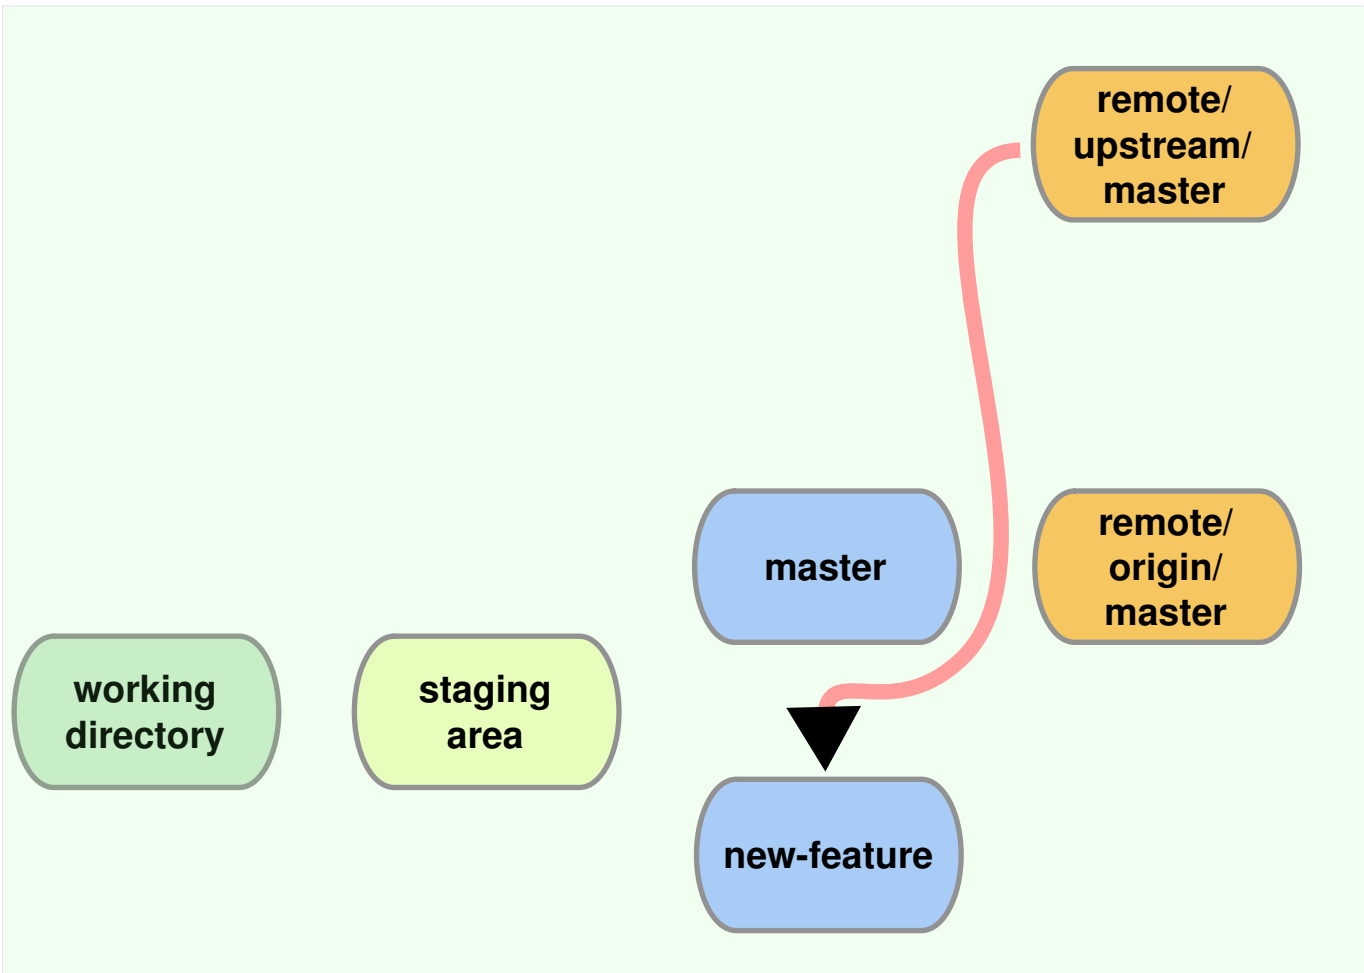 remote/
upstream/
master
master
remote/
origin/
master
working
directory
staging
area
new-feature